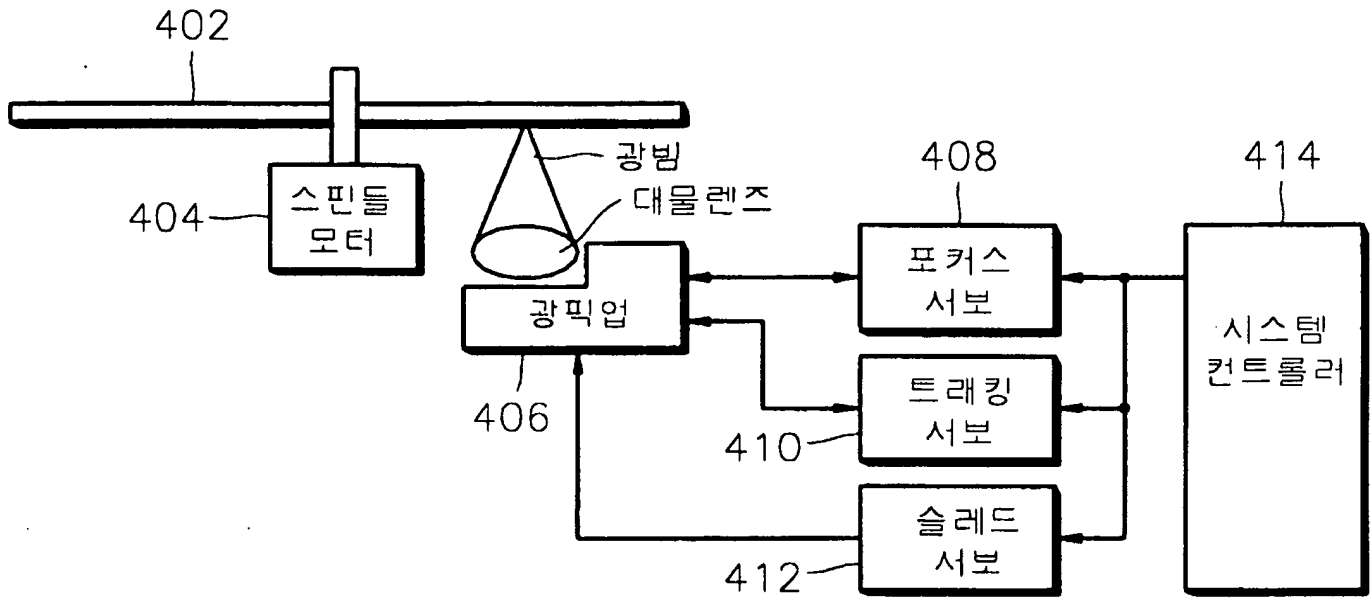 402
광빔
대물렌즈
404
스핀들
모터
408
414
포커스
서보
광픽업
406
시스템
컨트롤러
트래킹
서보
410
슬레드
서보
412